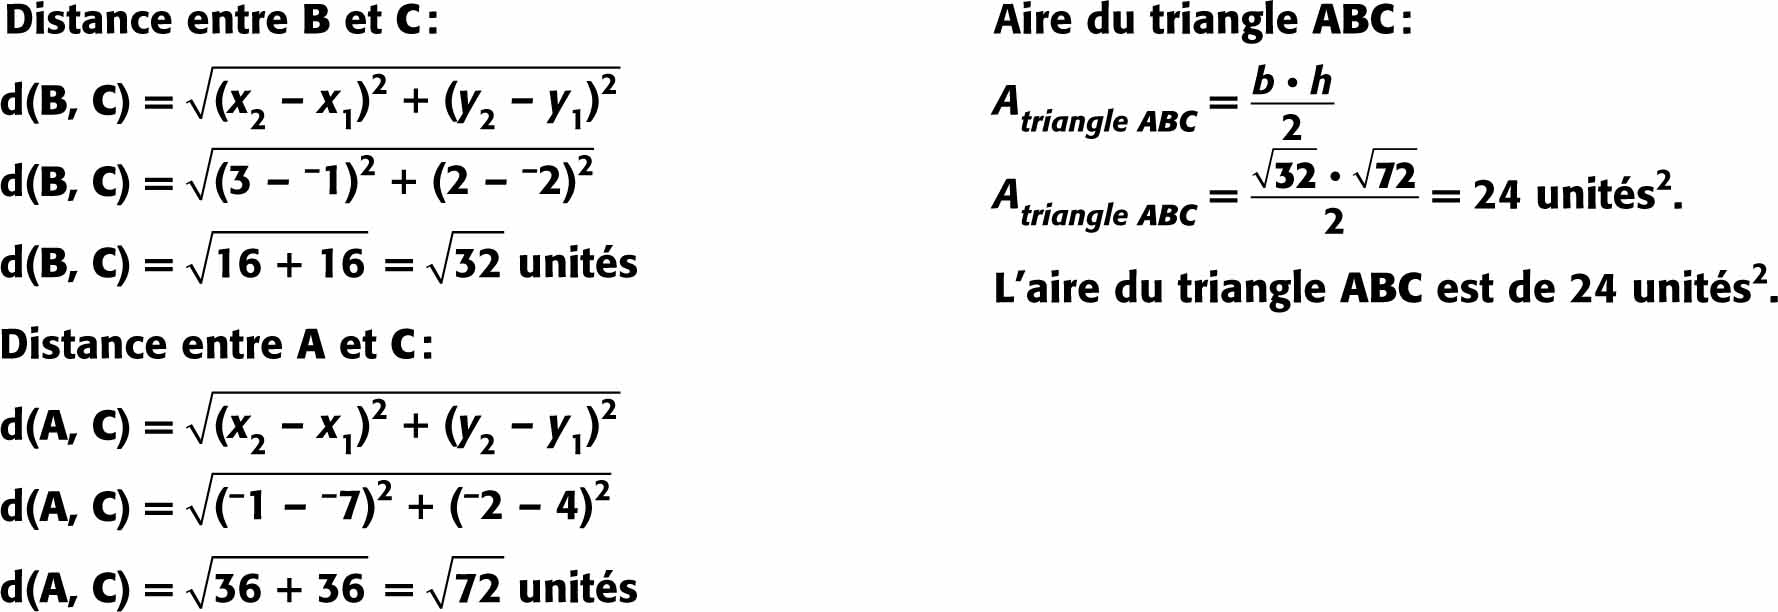 Distance entre B et C :
d(B, C) = √((x₂ − x₁)² + (y₂ − y₁)²)
d(B, C) = √((3 − ⁻1)² + (2 − ⁻2)²)
d(B, C) = √(16 + 16) = √32 unités
Distance entre A et C :
d(A, C) = √((x₂ − x₁)² + (y₂ − y₁)²)
d(A, C) = √((⁻1 − ⁻7)² + (⁻2 − 4)²)
d(A, C) = √(36 + 36) = √72 unités
Aire du triangle ABC :
A_triangle ABC = (b • h)/2
A_triangle ABC = (√32 • √72)/2 = 24 unités².
L’aire du triangle ABC est de 24 unités².